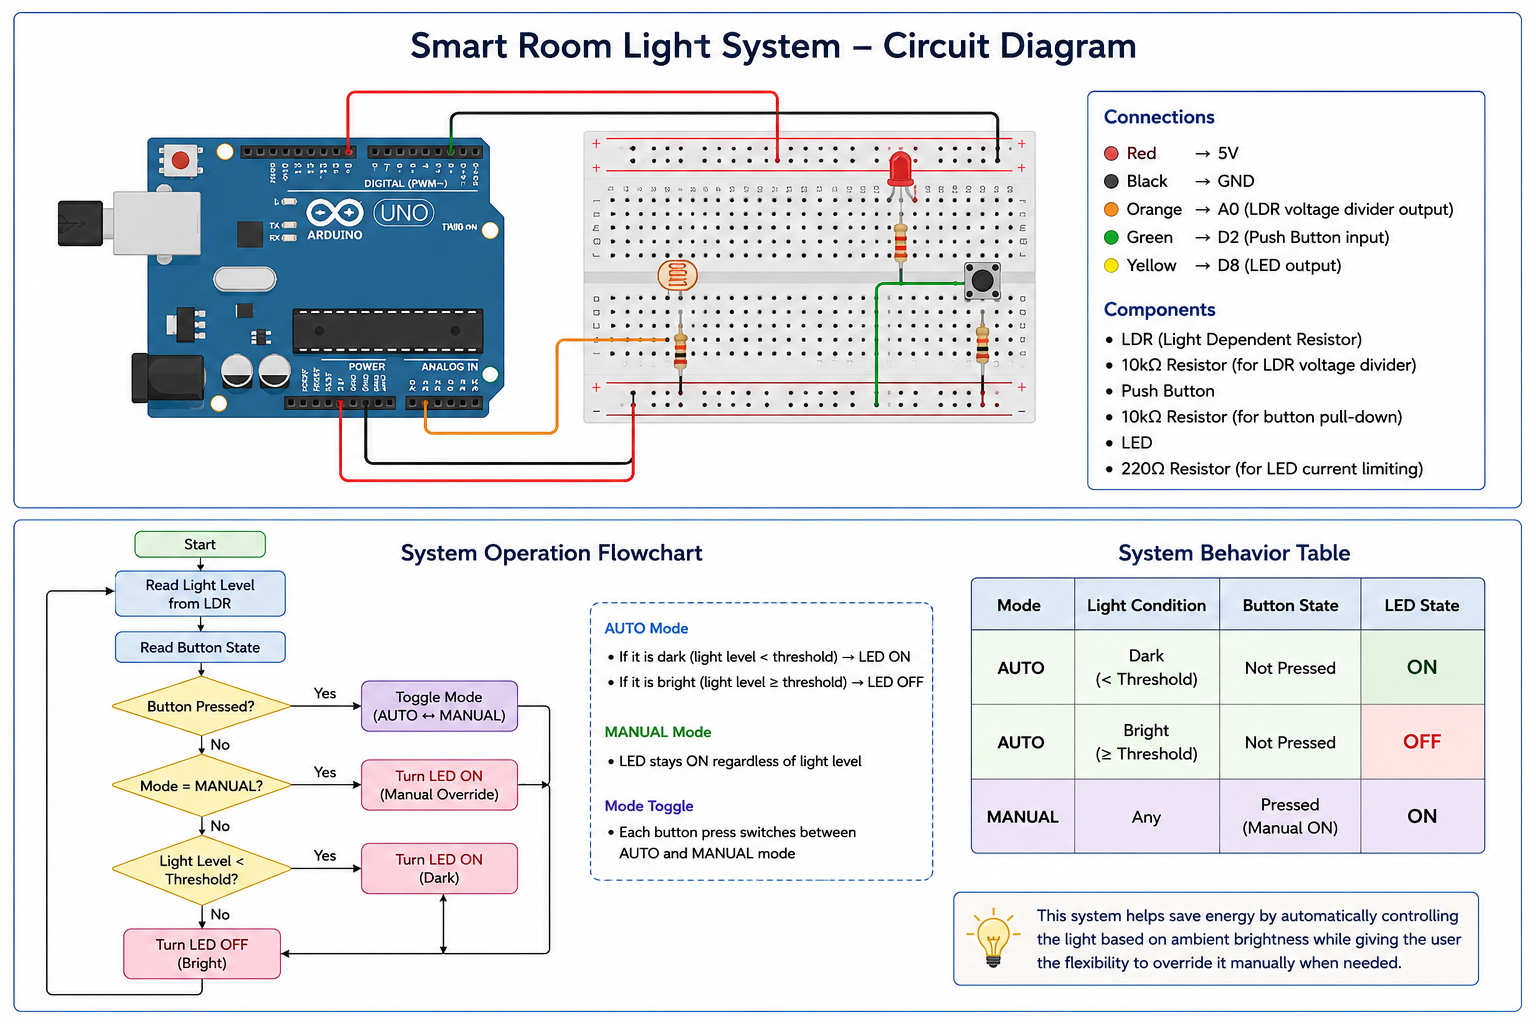 Smart Room Light System – Circuit Diagram
DIGITAL (PWM~)
L
TX
RX
ARDUINO
UNO
POWER
ANALOG IN
Connections
Red → 5V
Black → GND
Orange → A0 (LDR voltage divider output)
Green → D2 (Push Button input)
Yellow → D8 (LED output)
Components
• LDR (Light Dependent Resistor)
• 10kΩ Resistor (for LDR voltage divider)
• Push Button
• 10kΩ Resistor (for button pull-down)
• LED
• 220Ω Resistor (for LED current limiting)
System Operation Flowchart
Start
Read Light Level
from LDR
Read Button State
Button Pressed?
Yes
Toggle Mode
(AUTO ↔ MANUAL)
No
Mode = MANUAL?
Yes
Turn LED ON
(Manual Override)
No
Light Level <
Threshold?
Yes
Turn LED ON
(Dark)
No
Turn LED OFF
(Bright)
AUTO Mode
• If it is dark (light level < threshold) → LED ON
• If it is bright (light level ≥ threshold) → LED OFF
MANUAL Mode
• LED stays ON regardless of light level
Mode Toggle
• Each button press switches between
AUTO and MANUAL mode
System Behavior Table
Mode Light Condition Button State LED State
AUTO Dark (< Threshold) Not Pressed ON
AUTO Bright (≥ Threshold) Not Pressed OFF
MANUAL Any Pressed (Manual ON) ON
This system helps save energy by automatically controlling
the light based on ambient brightness while giving the user
the flexibility to override it manually when needed.